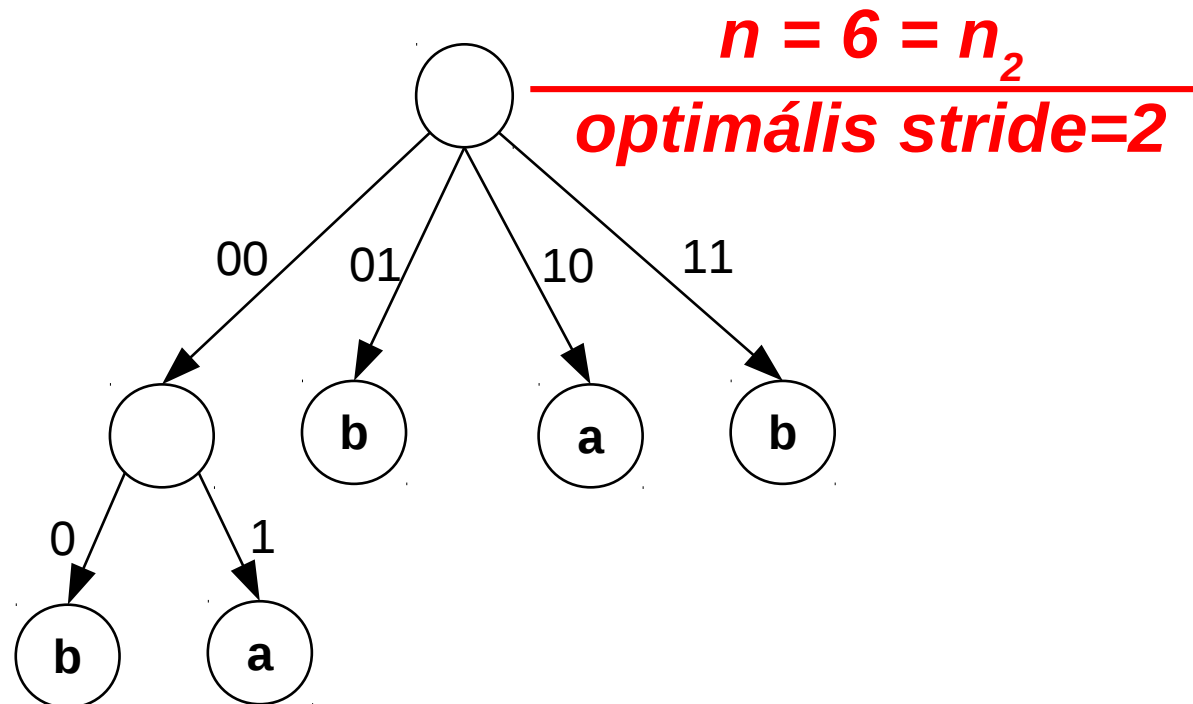 n = 6 = n₂
optimális stride=2
00 01 10 11
b a b
0 1
b a